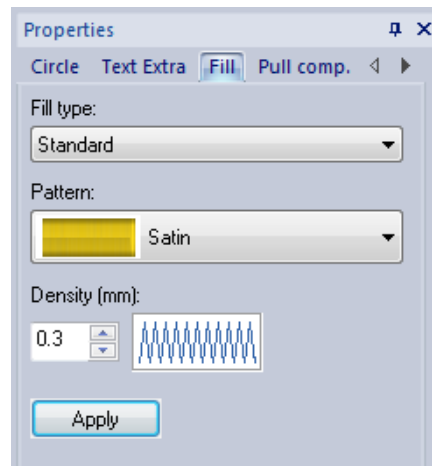 Properties
Circle Text Extra Fill Pull comp.
Fill type:
Standard
Pattern:
Satin
Density (mm):
0.3
Apply